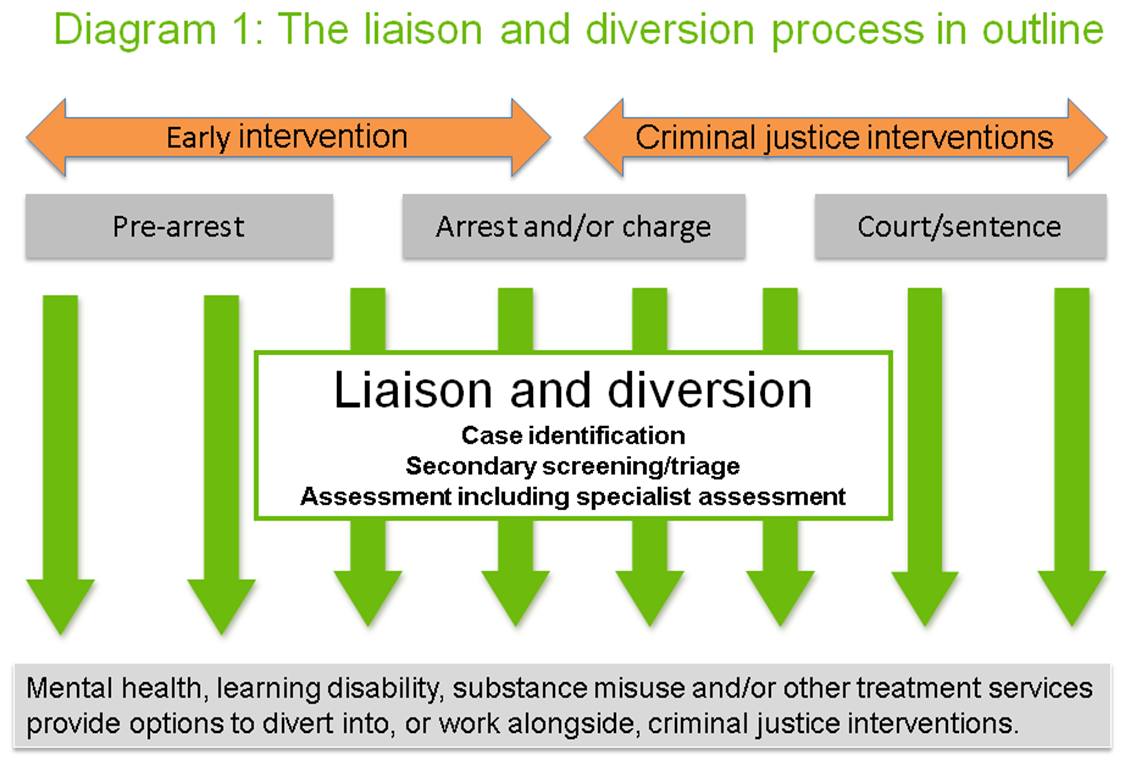 Diagram 1: The liaison and diversion process in outline
Early intervention
Criminal justice interventions
Pre-arrest
Arrest and/or charge
Court/sentence
Liaison and diversion
Case identification
Secondary screening/triage
Assessment including specialist assessment
Mental health, learning disability, substance misuse and/or other treatment services
provide options to divert into, or work alongside, criminal justice interventions.